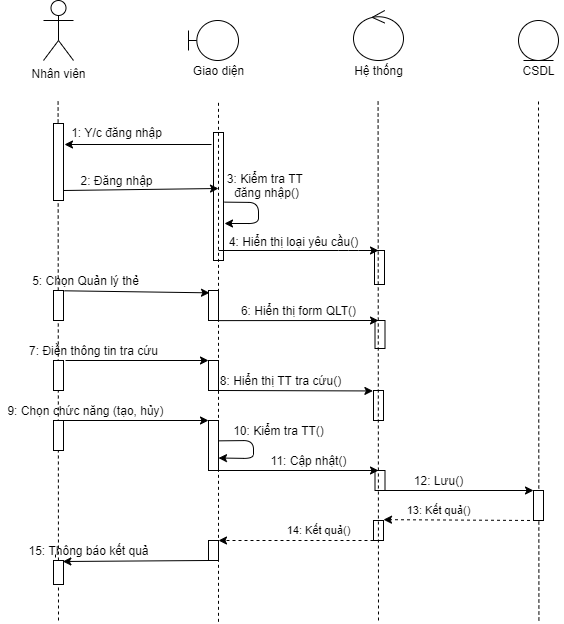 Nhân viên
Giao diện
Hệ thống
CSDL
1: Y/c đăng nhập
2: Đăng nhập
3: Kiểm tra TT
đăng nhập()
4: Hiển thị loại yêu cầu()
5: Chọn Quản lý thẻ
6: Hiển thị form QLT()
7: Điền thông tin tra cứu
8: Hiển thị TT tra cứu()
9: Chọn chức năng (tạo, hủy)
10: Kiểm tra TT()
11: Cập nhật()
12: Lưu()
13: Kết quả()
14: Kết quả()
15: Thông báo kết quả